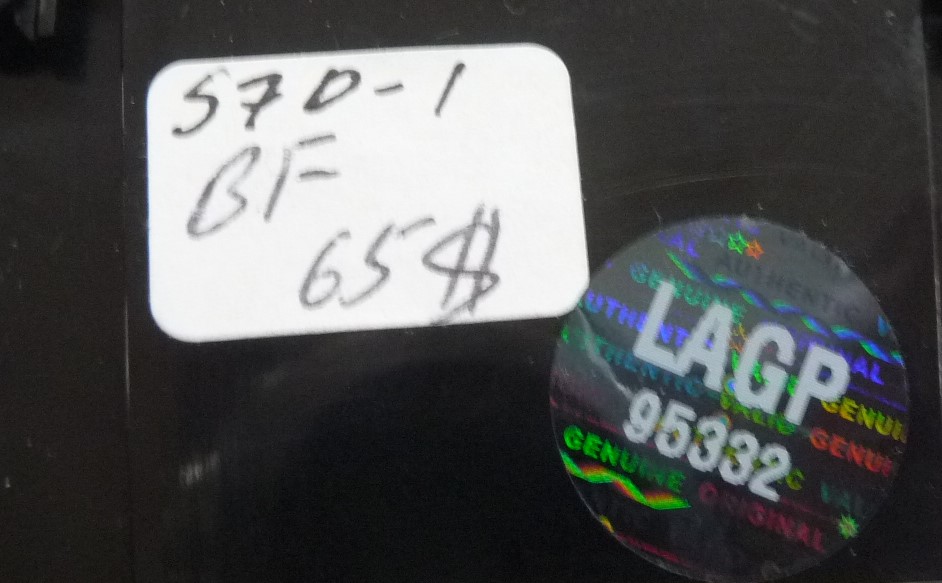 570-1
BF
65$
LAGP
95332
GENUINE
AUTHENTIC
GENUINE
ORIGINAL